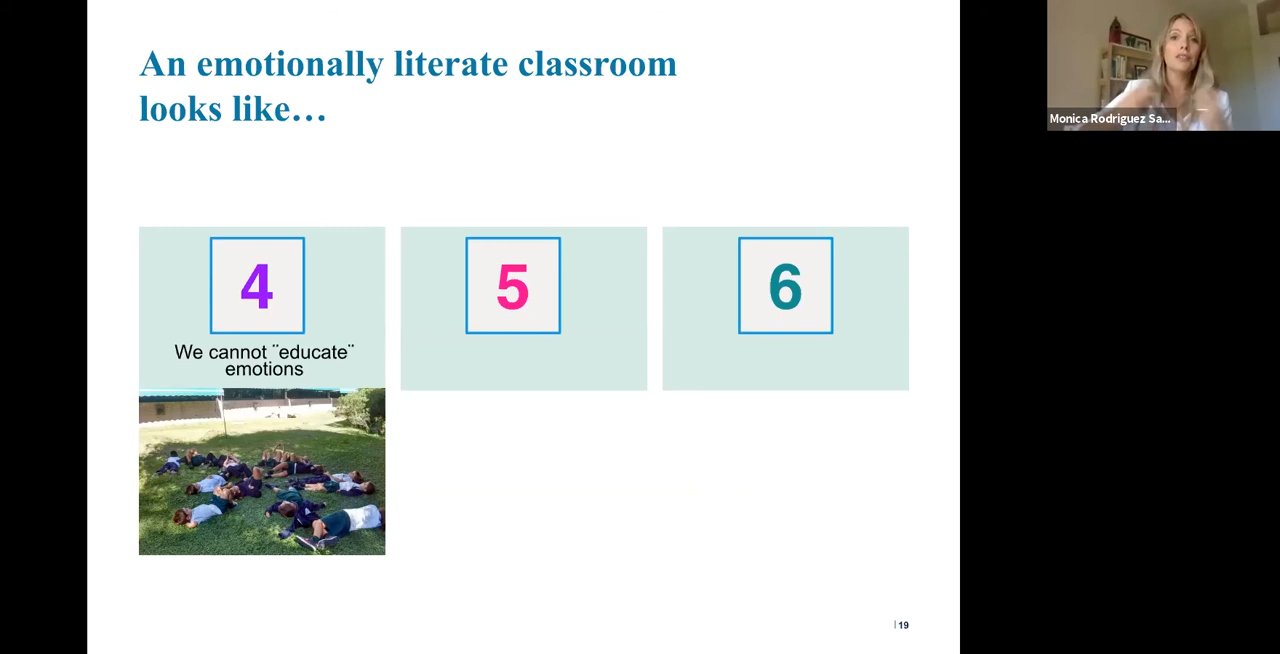 An emotionally literate classroom
looks like…
Monica Rodriguez Sa...
4
5
6
We cannot ¨educate¨
emotions
19